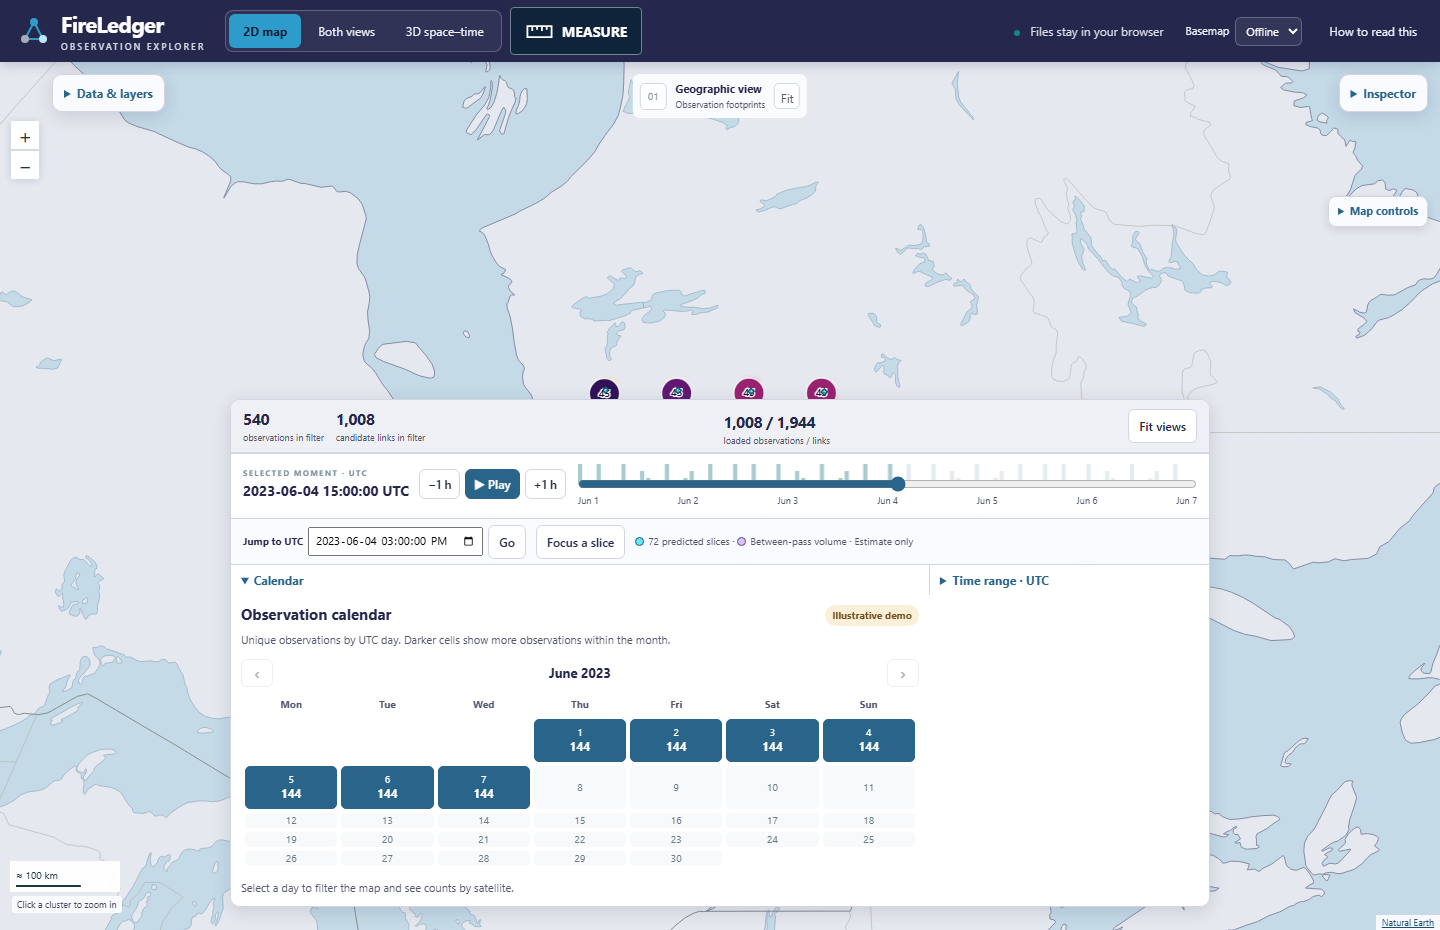 FireLedger
OBSERVATION EXPLORER
2D map
Both views
3D space–time
MEASURE
Files stay in your browser
Basemap
Offline
How to read this
Data & layers
01
Geographic view
Observation footprints
Fit
Inspector
+
−
Map controls
540
observations in filter
1,008
candidate links in filter
1,008 / 1,944
loaded observations / links
Fit views
SELECTED MOMENT · UTC
2023-06-04 15:00:00 UTC
−1 h
Play
+1 h
Jun 1
Jun 2
Jun 3
Jun 4
Jun 5
Jun 6
Jun 7
Jump to UTC
2023-06-04 03:00:00 PM
Go
Focus a slice
72 predicted slices ·
Between-pass volume · Estimate only
Calendar
Time range · UTC
Observation calendar
Illustrative demo
Unique observations by UTC day. Darker cells show more observations within the month.
‹
June 2023
›
Mon Tue Wed Thu Fri Sat Sun
1 2 3 4
144 144 144 144
5 6 7 8 9 10 11
144 144 144
12 13 14 15 16 17 18
19 20 21 22 23 24 25
26 27 28 29 30
Select a day to filter the map and see counts by satellite.
≈ 100 km
Click a cluster to zoom in
Natural Earth